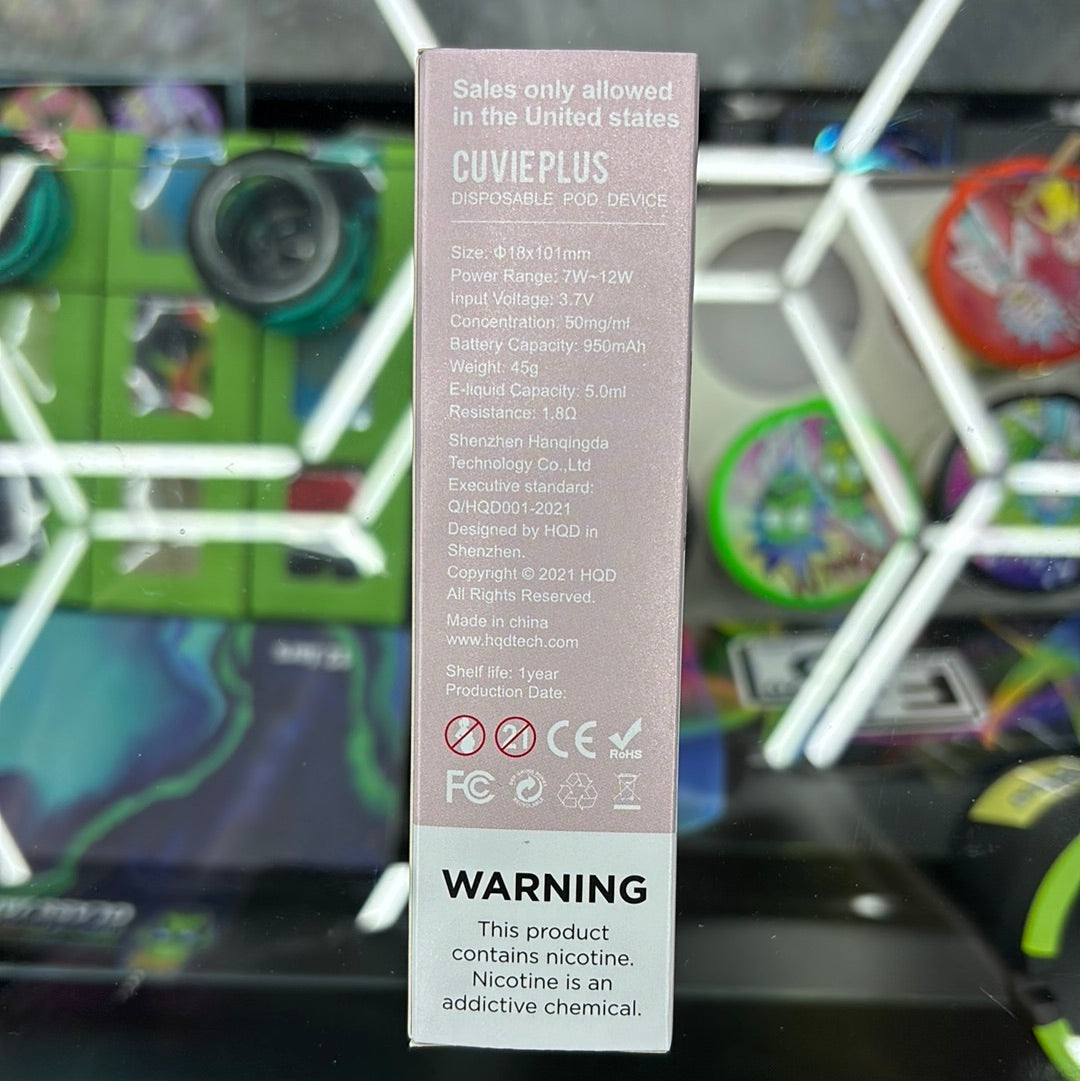 Sales only allowed
in the United states
CUVIE PLUS
DISPOSABLE POD DEVICE
Size: Φ18x101mm
Power Range: 7W~12W
Input Voltage: 3.7V
Concentration: 50mg/ml
Battery Capacity: 950mAh
Weight: 45g
E-liquid Capacity: 5.0ml
Resistance: 1.8Ω
Shenzhen Hanqingda
Technology Co.,Ltd
Executive standard:
Q/HQD001-2021
Designed by HQD in
Shenzhen.
Copyright © 2021 HQD
All Rights Reserved.
Made in china
www.hqdtech.com
Shelf life: 1year
Production Date:
21 CE RoHS
FC
WARNING
This product
contains nicotine.
Nicotine is an
addictive chemical.